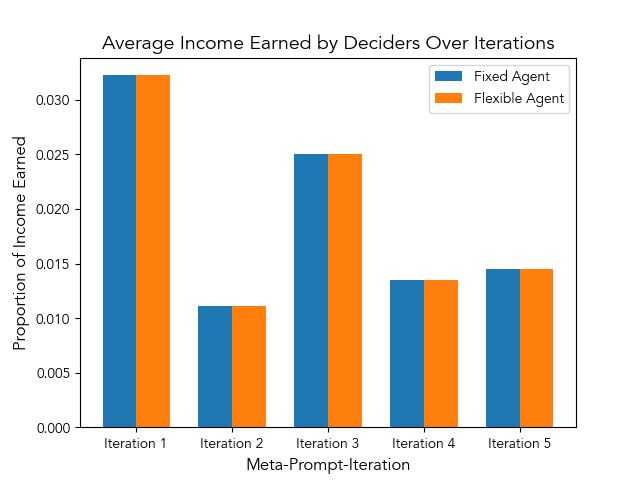 Average Income Earned by Deciders Over Iterations
Fixed Agent
Flexible Agent
Proportion of Income Earned
0.030
0.025
0.020
0.015
0.010
0.005
0.000
Iteration 1
Iteration 2
Iteration 3
Iteration 4
Iteration 5
Meta-Prompt-Iteration